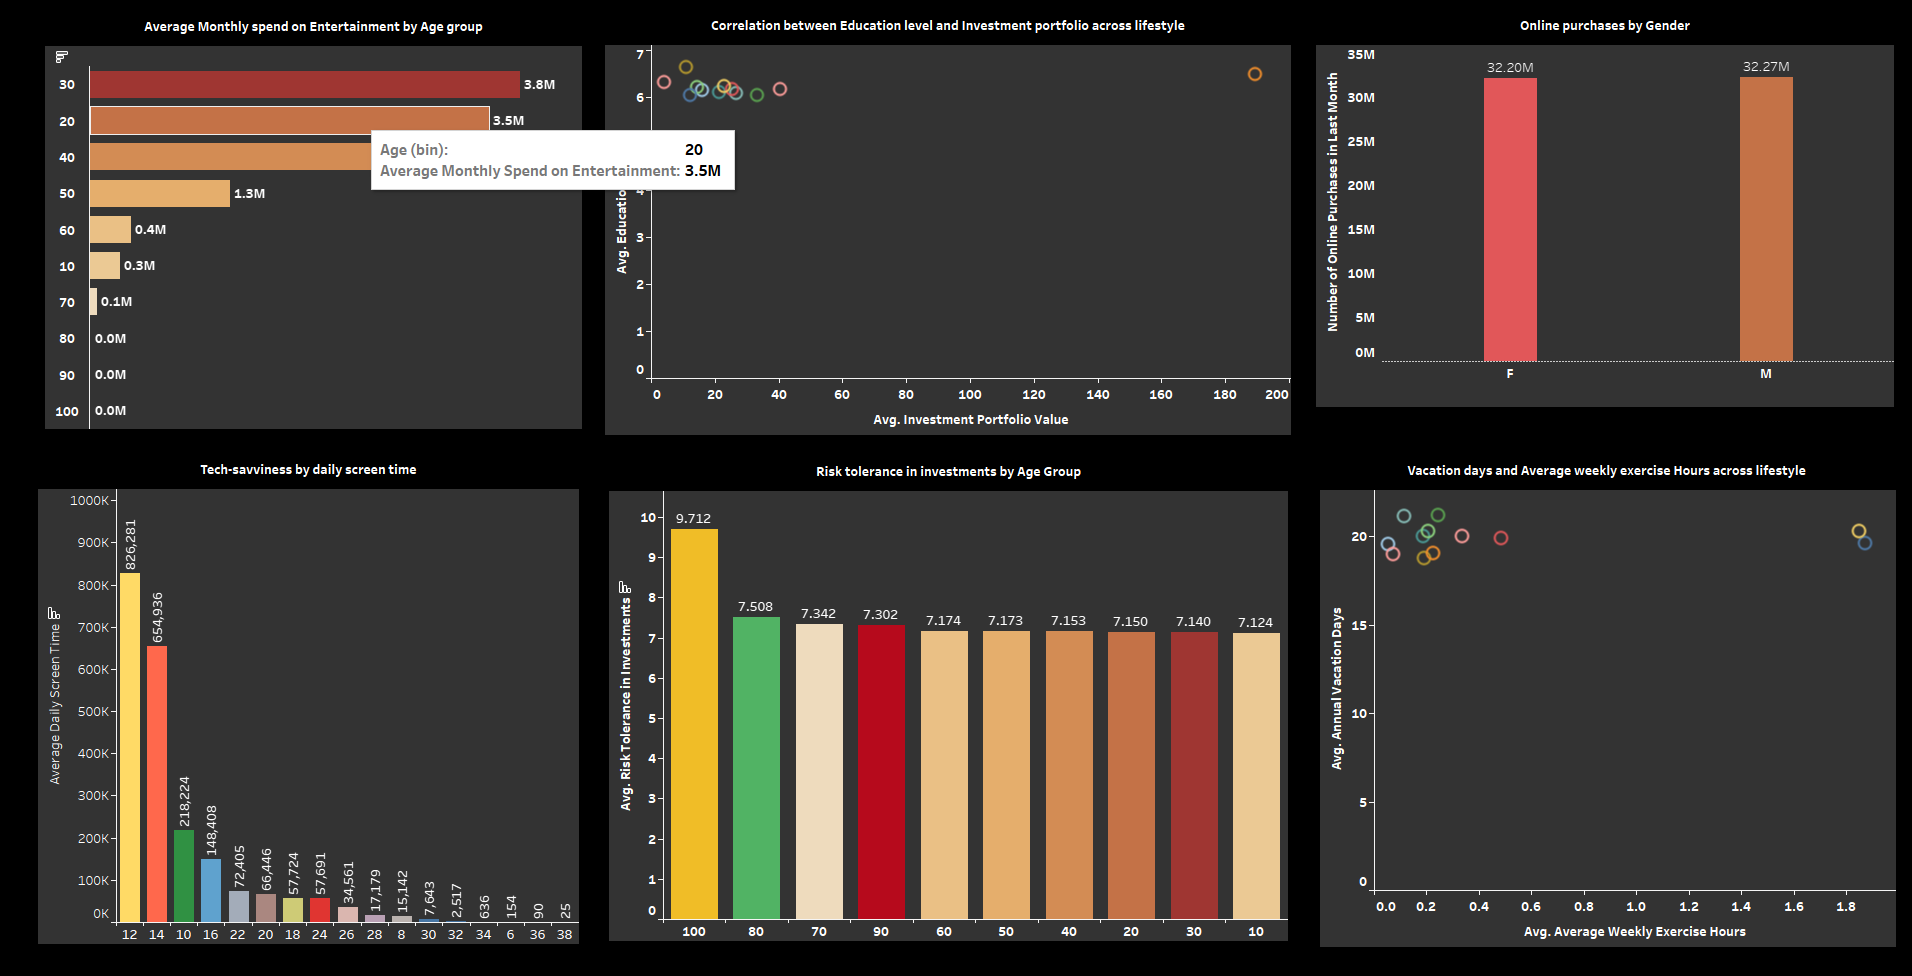 Average Monthly spend on Entertainment by Age group
30
3.8M
20
3.5M
40
50
1.3M
60
0.4M
10
0.3M
70
0.1M
80
0.0M
90
0.0M
100
0.0M
Age (bin): 20
Average Monthly Spend on Entertainment: 3.5M
Correlation between Education level and Investment portfolio across lifestyle
7
6
4
3
2
1
0
Avg. Educatio
0 20 40 60 80 100 120 140 160 180 200
Avg. Investment Portfolio Value
Online purchases by Gender
Number of Online Purchases in Last Month
35M
30M
25M
20M
15M
10M
5M
0M
32.20M
32.27M
F M
Tech-savviness by daily screen time
Average Daily Screen Time
1000K
900K
800K
700K
600K
500K
400K
300K
200K
100K
0K
826,281
654,936
218,224
148,408
72,405
66,446
57,724
57,691
34,561
17,179
15,142
7,643
2,517
636
154
90
25
12 14 10 16 22 20 18 24 26 28 8 30 32 34 6 36 38
Risk tolerance in investments by Age Group
Avg. Risk Tolerance in Investments
10
9
8
7
6
5
4
3
2
1
0
9.712
7.508
7.342
7.302
7.174
7.173
7.153
7.150
7.140
7.124
100 80 70 90 60 50 40 20 30 10
Vacation days and Average weekly exercise Hours across lifestyle
Avg. Annual Vacation Days
20
15
10
5
0
0.0 0.2 0.4 0.6 0.8 1.0 1.2 1.4 1.6 1.8
Avg. Average Weekly Exercise Hours